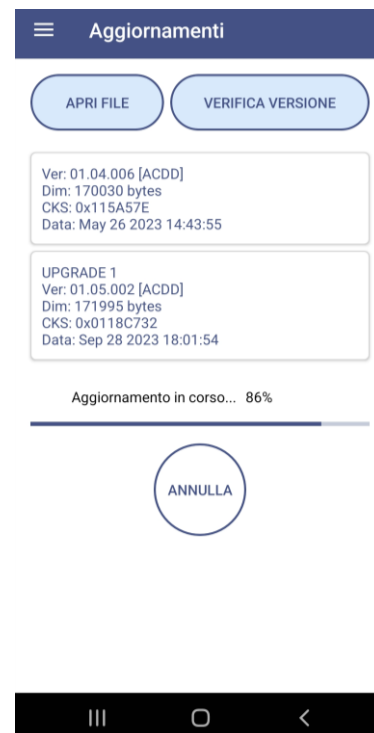 Aggiornamenti
APRI FILE
VERIFICA VERSIONE
Ver: 01.04.006 [ACDD]
Dim: 170030 bytes
CKS: 0x115A57E
Data: May 26 2023 14:43:55
UPGRADE 1
Ver: 01.05.002 [ACDD]
Dim: 171995 bytes
CKS: 0x0118C732
Data: Sep 28 2023 18:01:54
Aggiornamento in corso... 86%
ANNULLA